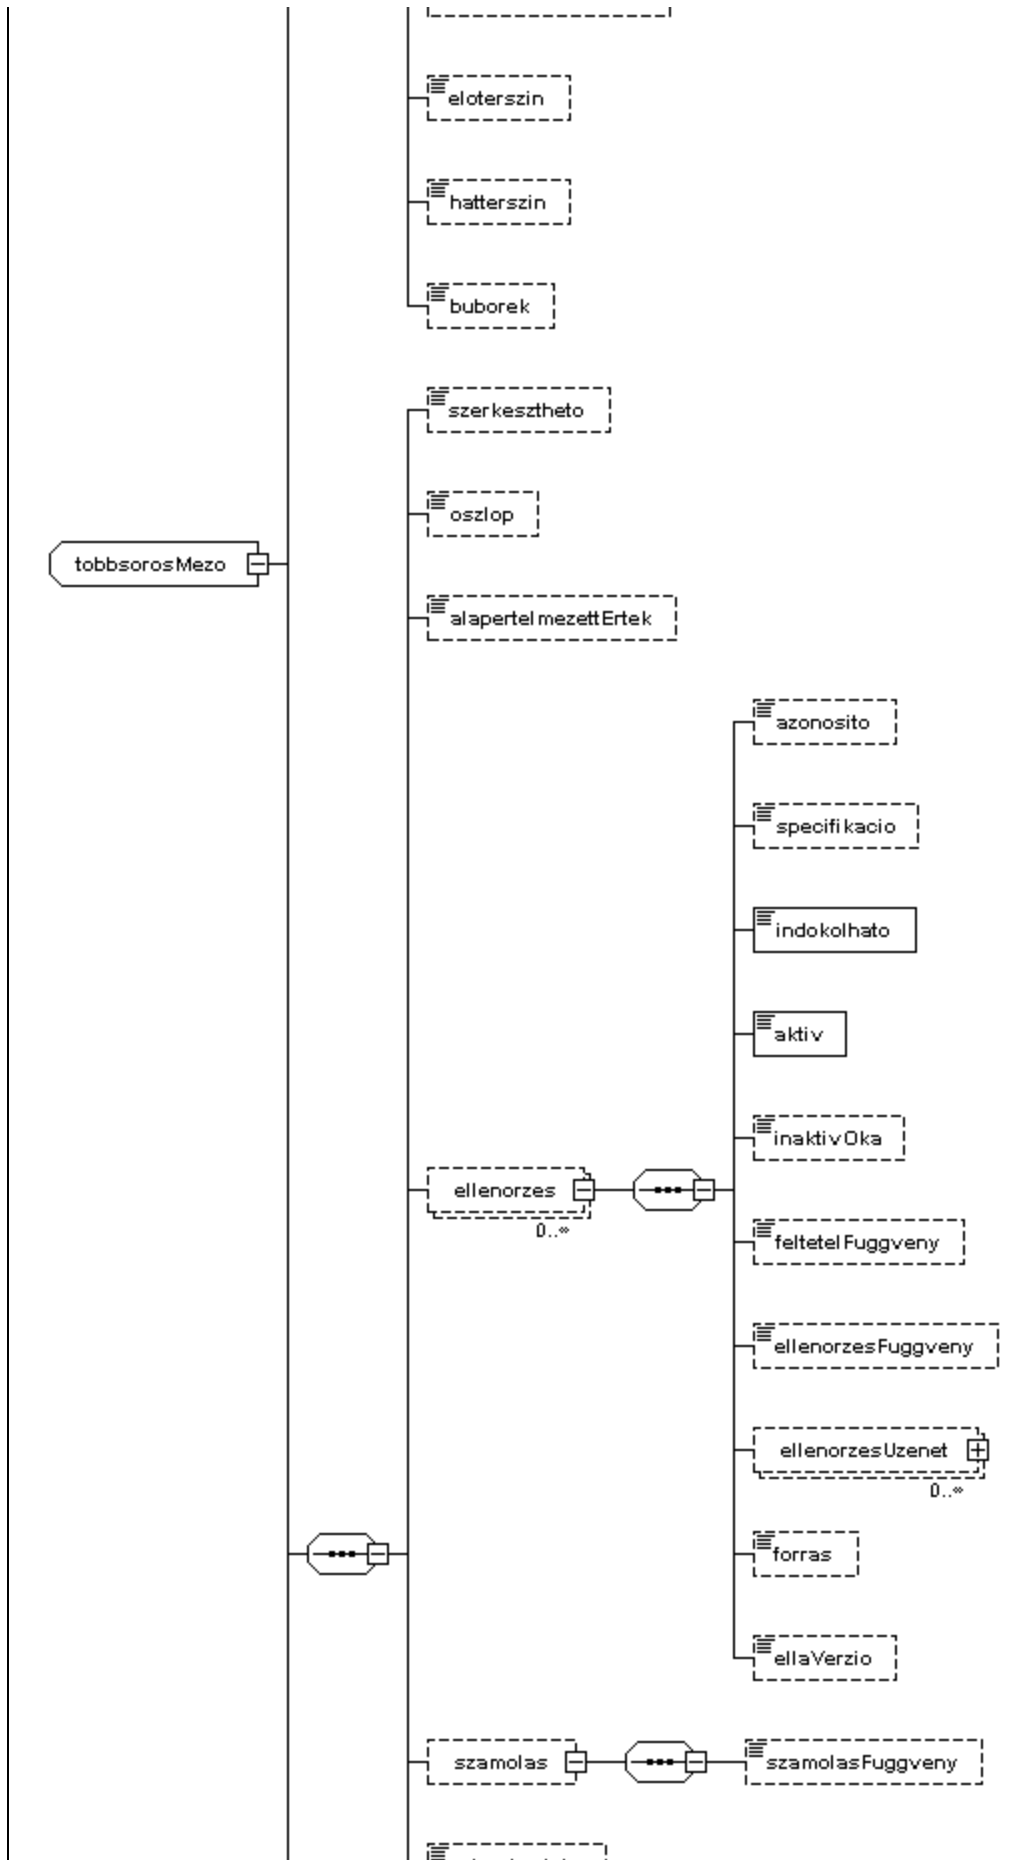 eloterszin
hatterszin
buborek
szerkesztheto
oszlop
tobbsorosMezo
alapertelmezettErtek
azonosito
specifikacio
indokolhato
aktiv
inaktivOka
ellenorzes
0..∞
feltetelFuggveny
ellenorzesFuggveny
ellenorzesUzenet
0..∞
forras
ellaVerzio
szamolas
szamolasFuggveny